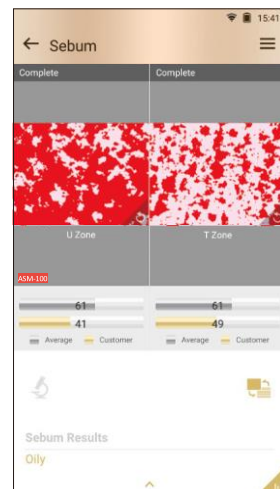 15:41
Sebum
Complete Complete
U Zone T Zone
ASM-100
61 61
41 49
Average Customer Average Customer
Sebum Results
Oily